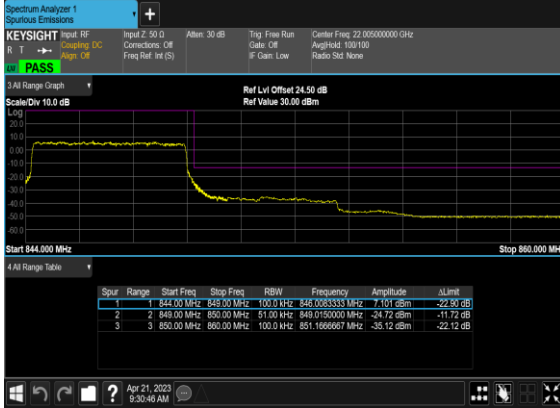 Spectrum Analyzer 1
Spurious Emissions
+
KEYSIGHT Input: RF Input Z: 50 Ω Atten: 30 dB Trig: Free Run Center Freq: 22.005000000 GHz
R T Coupling: DC Corrections: Off Gate: Off Avg|Hold: 100/100
Align: Off Freq Ref: Int (S) IF Gain: Low Radio Std: None
PASS
3 All Range Graph
Ref Lvl Offset 24.50 dB
Scale/Div 10.0 dB Ref Value 30.00 dBm
Log
20.0
10.0
0.00
-10.0
-20.0
-30.0
-40.0
-50.0
-60.0
Start 844.000 MHz Stop 860.000 MH
4 All Range Table
Spur Range Start Freq Stop Freq RBW Frequency Amplitude ΔLimit
1 1 844.00 MHz 849.00 MHz 100.0 kHz 846.0083333 MHz 7.101 dBm -22.90 dB
2 2 849.00 MHz 850.00 MHz 51.00 kHz 849.0150000 MHz -24.72 dBm -11.72 dB
3 3 850.00 MHz 860.00 MHz 100.0 kHz 851.1666667 MHz -35.12 dBm -22.12 dB
? Apr 21, 2023
9:30:46 AM